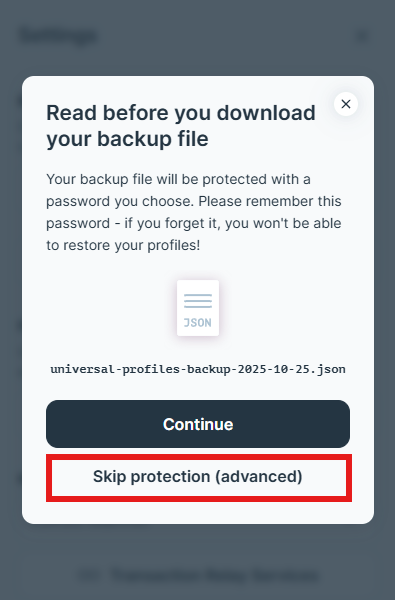 Settings
Read before you download
your backup file
Your backup file will be protected with a
password you choose. Please remember this
password - if you forget it, you won't be able
to restore your profiles!
JSON
universal-profiles-backup-2025-10-25.json
Continue
Skip protection (advanced)
Transaction Relay Services